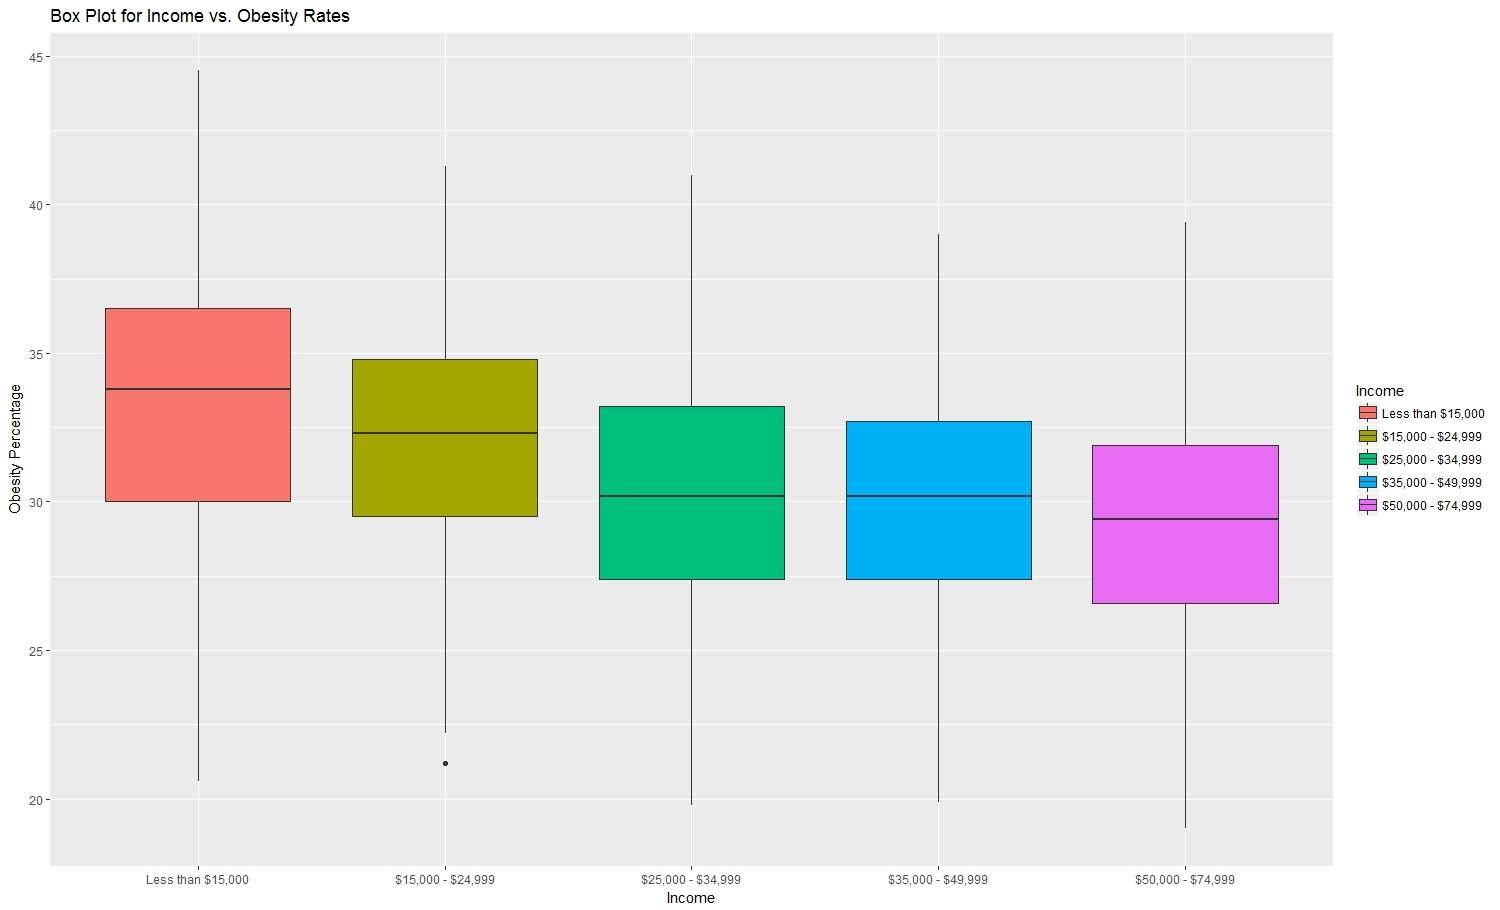 Box Plot for Income vs. Obesity Rates
45
40
35
30
25
20
Obesity Percentage
Less than $15,000
$15,000 - $24,999
$25,000 - $34,999
$35,000 - $49,999
$50,000 - $74,999
Income
Income
Less than $15,000
$15,000 - $24,999
$25,000 - $34,999
$35,000 - $49,999
$50,000 - $74,999